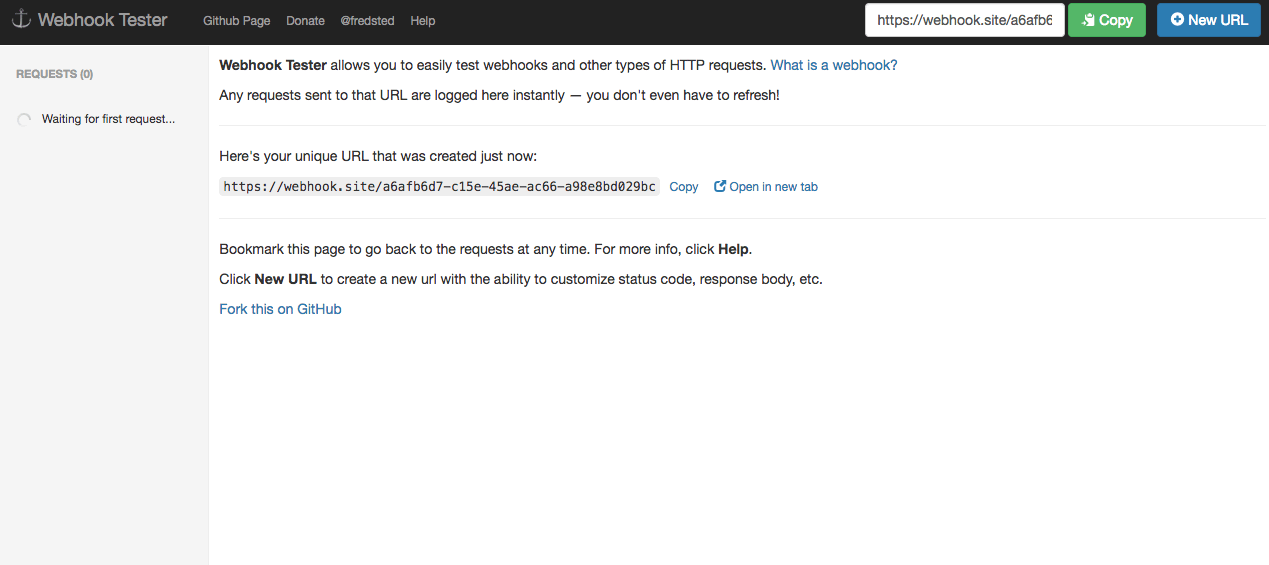 Webhook Tester Github Page Donate @fredsted Help https://webhook.site/a6afb6 Copy New URL
REQUESTS (0)
Waiting for first request...
Webhook Tester allows you to easily test webhooks and other types of HTTP requests. What is a webhook?
Any requests sent to that URL are logged here instantly — you don't even have to refresh!
Here's your unique URL that was created just now:
https://webhook.site/a6afb6d7-c15e-45ae-ac66-a98e8bd029bc Copy Open in new tab
Bookmark this page to go back to the requests at any time. For more info, click Help.
Click New URL to create a new url with the ability to customize status code, response body, etc.
Fork this on GitHub